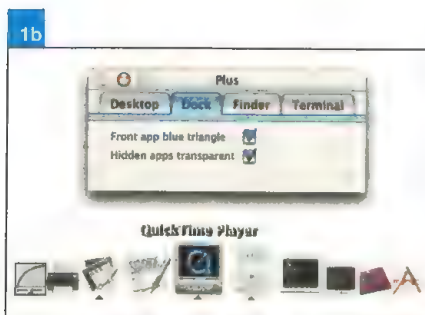 1b
Plus
Desktop Dock Finder Terminal
Front app blue triangle
Hidden apps transparent
QuickTime Player